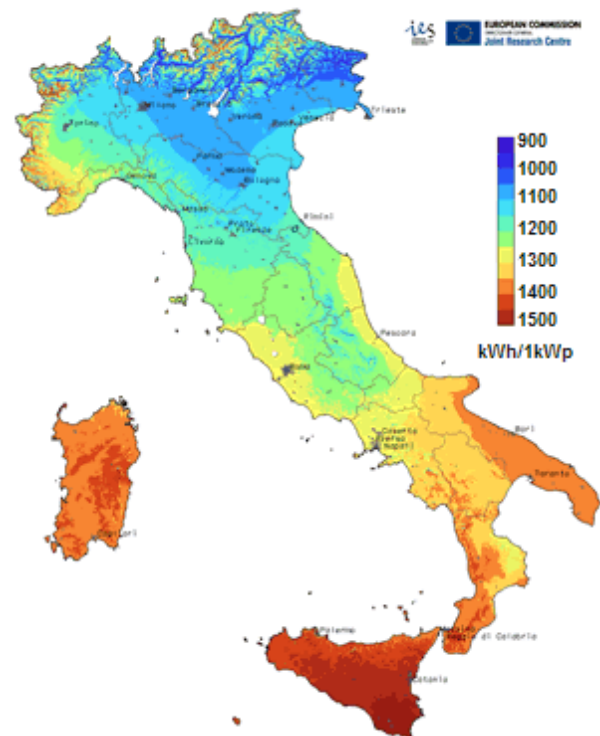 ies
EUROPEAN COMMISSION
Joint Research Centre
Milano
Trieste
Torino
Venezia
Parma
Modena
Bologna
Genova
Rimini
Prato
Firenze
Livorno
Pescara
900
1000
1100
1200
1300
1400
1500
kWh/1kWp
Caserta
Napoli
Bari
Taranto
Cagliari
Palermo
Messina
Reggio di Calabria
Catania